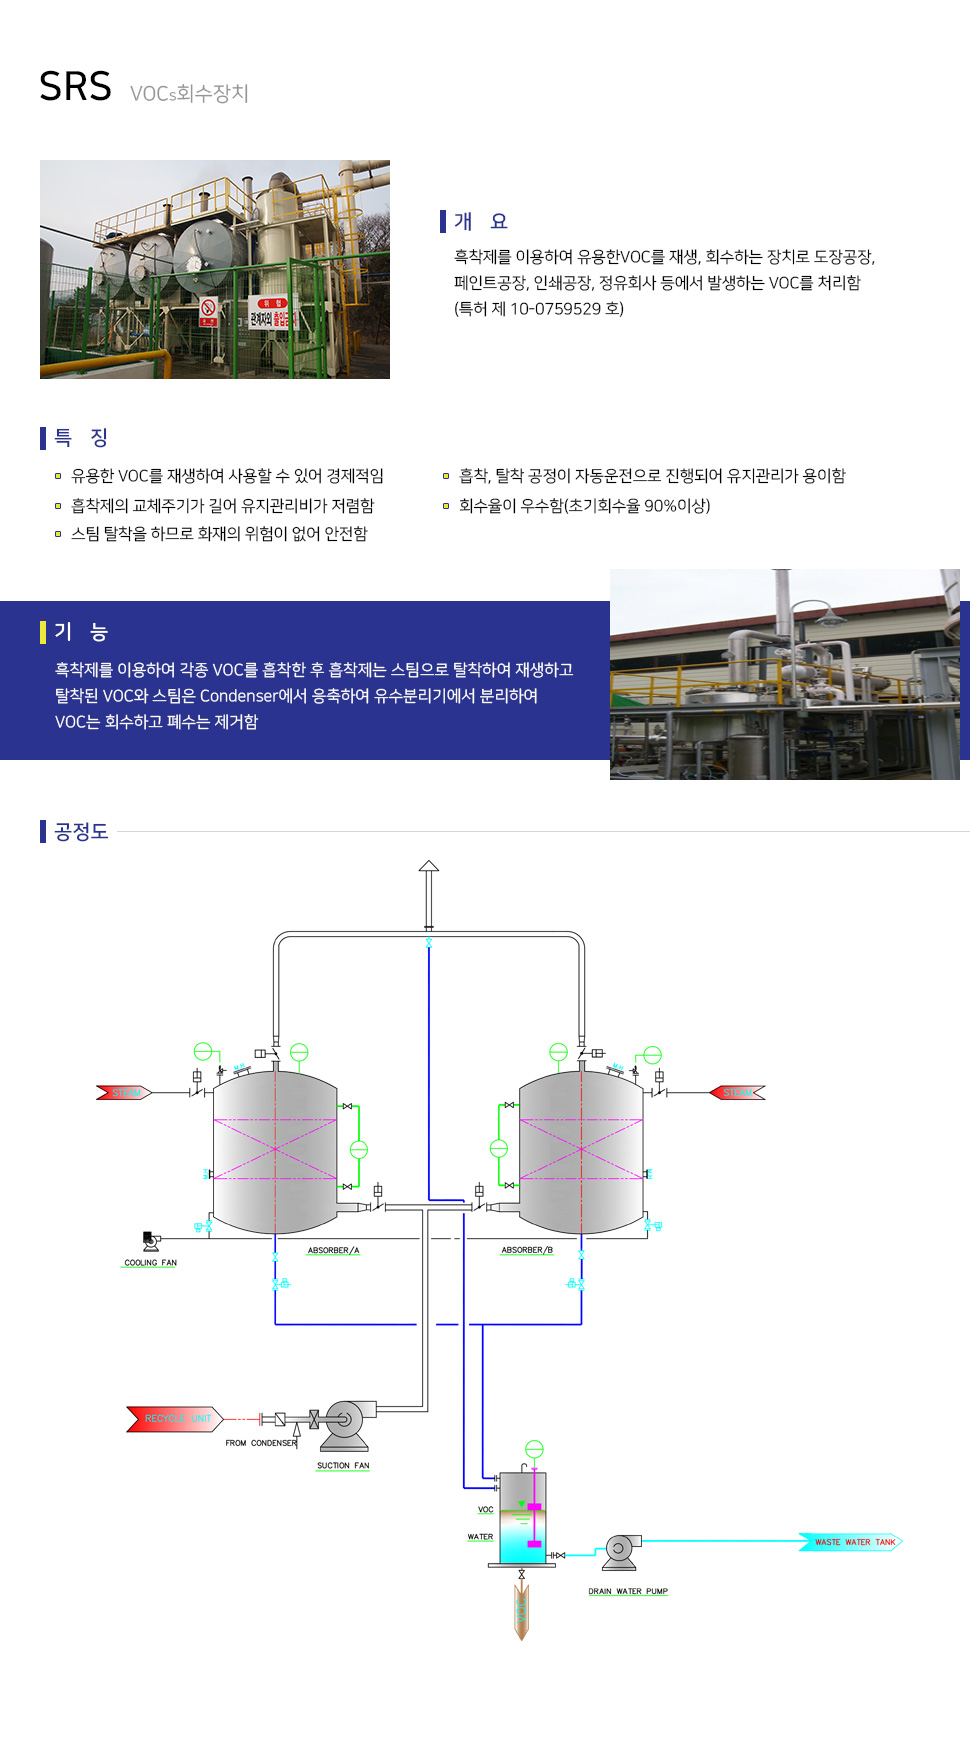 SRS VOCs회수장치
위 험
관계자외 출입금지
개 요
흑착제를 이용하여 유용한VOC를 재생, 회수하는 장치로 도장공장,
페인트공장, 인쇄공장, 정유회사 등에서 발생하는 VOC를 처리함
(특허 제 10-0759529 호)
특 징
유용한 VOC를 재생하여 사용할 수 있어 경제적임
흡착제의 교체주기가 길어 유지관리비가 저렴함
스팀 탈착을 하므로 화재의 위험이 없어 안전함
흡착, 탈착 공정이 자동운전으로 진행되어 유지관리가 용이함
회수율이 우수함(초기회수율 90%이상)
기 능
흑착제를 이용하여 각종 VOC를 흡착한 후 흡착제는 스팀으로 탈착하여 재생하고
탈착된 VOC와 스팀은 Condenser에서 응축하여 유수분리기에서 분리하여
VOC는 회수하고 폐수는 제거함
공정도
M.H
M.H
STEAM
STEAM
M.H
ABSORBER/A
ABSORBER/B
COOLING FAN
RECYCLE UNIT
FROM CONDENSER
SUCTION FAN
VOC
WATER
WASTE WATER TANK
DRAIN WATER PUMP
VOC